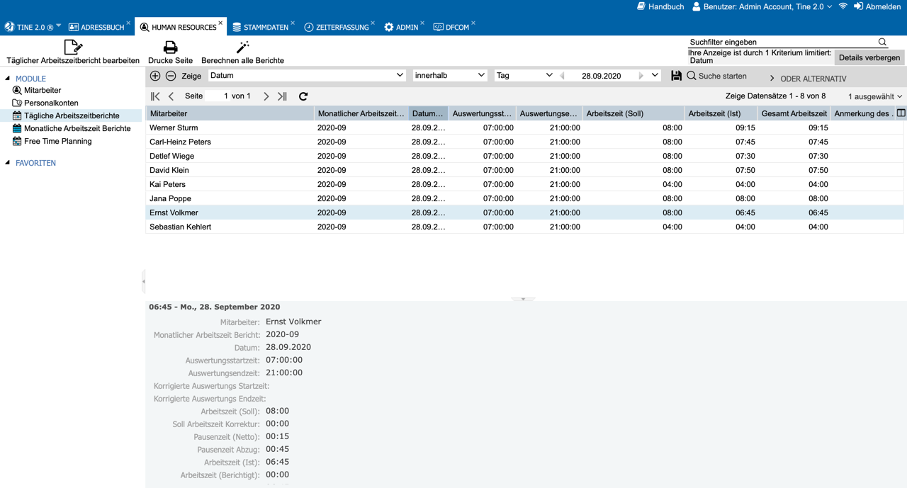 Handbuch Benutzer: Admin Account, Tine 2.0 Abmelden
TINE 2.0 ® ADRESSBUCH HUMAN RESOURCES STAMMDATEN ZEITERFASSUNG ADMIN DFCOM
Täglicher Arbeitszeitbericht bearbeiten Drucke Seite Berechnen alle Berichte
Suchfilter eingeben
Ihre Anzeige ist durch 1 Kriterium limitiert:
Datum
Details verbergen
MODULE
Mitarbeiter
Personalkonten
Tägliche Arbeitszeitberichte
Monatliche Arbeitszeit Berichte
Free Time Planning
FAVORITEN
Zeige Datum innerhalb Tag 28.09.2020 Suche starten ODER ALTERNATIV
Seite 1 von 1 Zeige Datensätze 1 - 8 von 8 1 ausgewählt
Mitarbeiter Monatlicher Arbeitszeit... Datum... Auswertungsst... Auswertungse... Arbeitszeit (Soll) Arbeitszeit (Ist) Gesamt Arbeitszeit Anmerkung des ...
Werner Sturm 2020-09 28.09.2... 07:00:00 21:00:00 08:00 09:15 09:15
Carl-Heinz Peters 2020-09 28.09.2... 07:00:00 21:00:00 08:00 07:45 07:45
Detlef Wiege 2020-09 28.09.2... 07:00:00 21:00:00 08:00 07:30 07:30
David Klein 2020-09 28.09.2... 07:00:00 21:00:00 08:00 07:50 07:50
Kai Peters 2020-09 28.09.2... 07:00:00 21:00:00 04:00 04:00 04:00
Jana Poppe 2020-09 28.09.2... 07:00:00 21:00:00 08:00 08:00 08:00
Ernst Volkmer 2020-09 28.09.2... 07:00:00 21:00:00 08:00 06:45 06:45
Sebastian Kehlert 2020-09 28.09.2... 07:00:00 21:00:00 04:00 04:00 04:00
06:45 - Mo., 28. September 2020
Mitarbeiter: Ernst Volkmer
Monatlicher Arbeitszeit Bericht: 2020-09
Datum: 28.09.2020
Auswertungsstartzeit: 07:00:00
Auswertungsendzeit: 21:00:00
Korrigierte Auswertungs Startzeit:
Korrigierte Auswertungs Endzeit:
Arbeitszeit (Soll): 08:00
Soll Arbeitszeit Korrektur: 00:00
Pausenzeit (Netto): 00:15
Pausenzeit Abzug: 00:45
Arbeitszeit (Ist): 06:45
Arbeitszeit (Berichtigt): 00:00